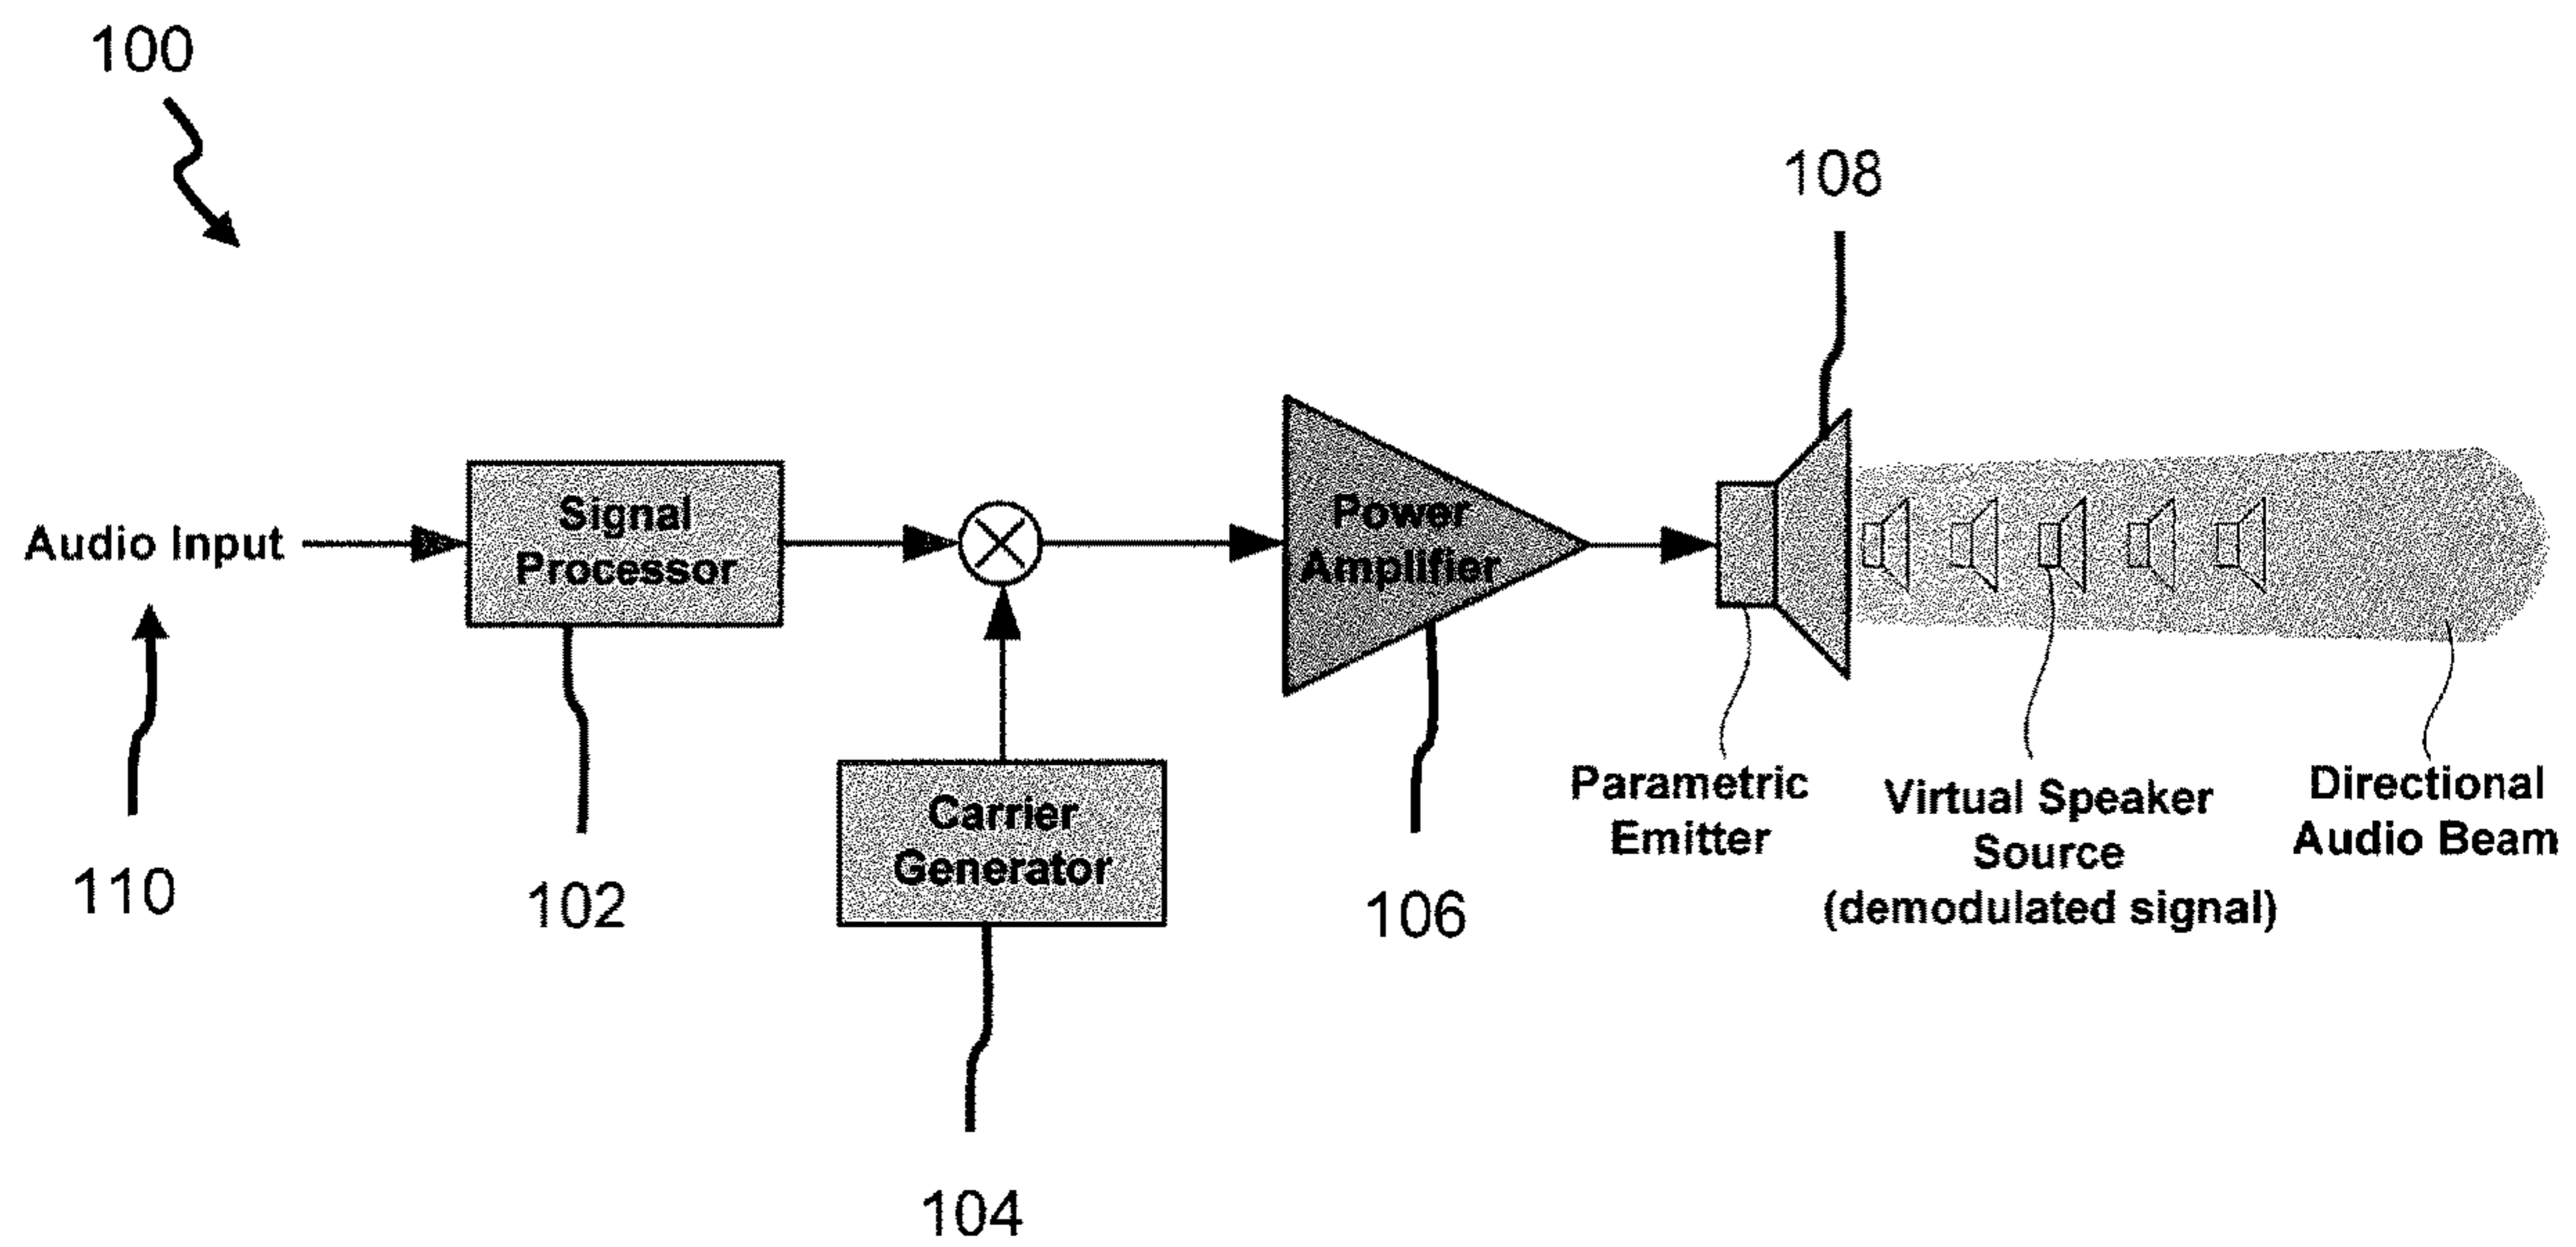 100
108
Audio Input
Signal
Processor
Power
Amplifier
Carrier
Generator
Parametric
Emitter
Virtual Speaker
Source
(demodulated signal)
Directional
Audio Beam
110
102
106
104